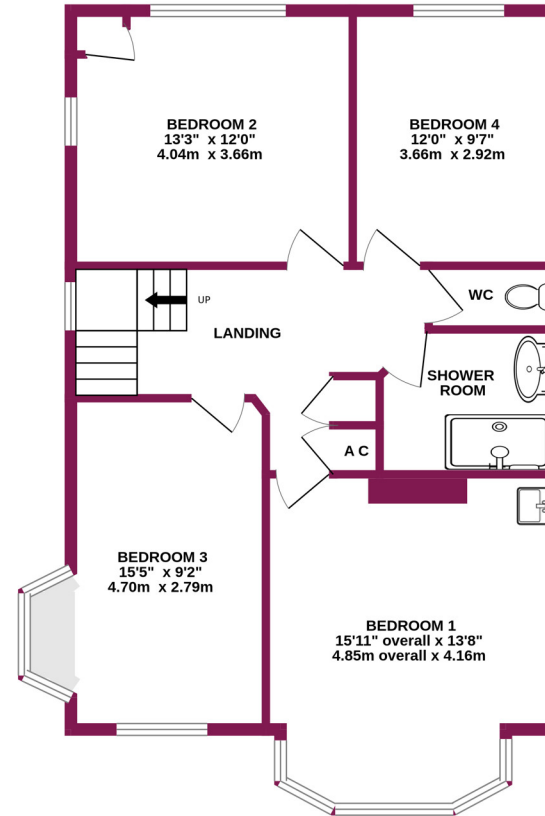 BEDROOM 2
13'3" x 12'0"
4.04m x 3.66m
BEDROOM 4
12'0" x 9'7"
3.66m x 2.92m
WC
UP
LANDING
SHOWER
ROOM
A C
BEDROOM 3
15'5" x 9'2"
4.70m x 2.79m
BEDROOM 1
15'11" overall x 13'8"
4.85m overall x 4.16m